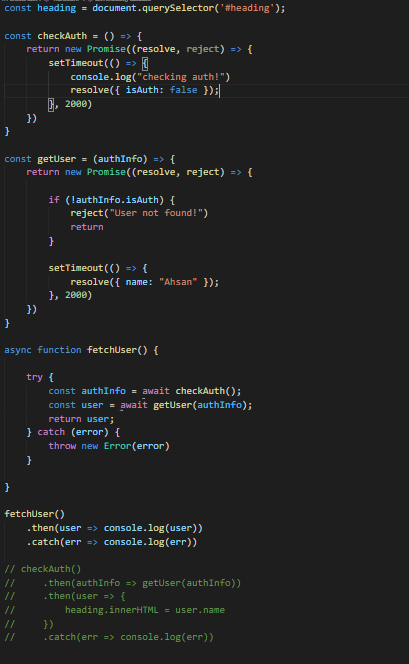 const heading = document.querySelector('#heading');
const checkAuth = () => {
    return new Promise((resolve, reject) => {
        setTimeout(() => {
            console.log("checking auth!")
            resolve({ isAuth: false });
        }, 2000)
    })
}
const getUser = (authInfo) => {
    return new Promise((resolve, reject) => {
        if (!authInfo.isAuth) {
            reject("User not found!")
            return
        }
        setTimeout(() => {
            resolve({ name: "Ahsan" });
        }, 2000)
    })
}
async function fetchUser() {
    try {
        const authInfo = await checkAuth();
        const user = await getUser(authInfo);
        return user;
    } catch (error) {
        throw new Error(error)
    }
}
fetchUser()
    .then(user => console.log(user))
    .catch(err => console.log(err))
// checkAuth()
//     .then(authInfo => getUser(authInfo))
//     .then(user => {
//         heading.innerHTML = user.name
//     })
//     .catch(err => console.log(err))